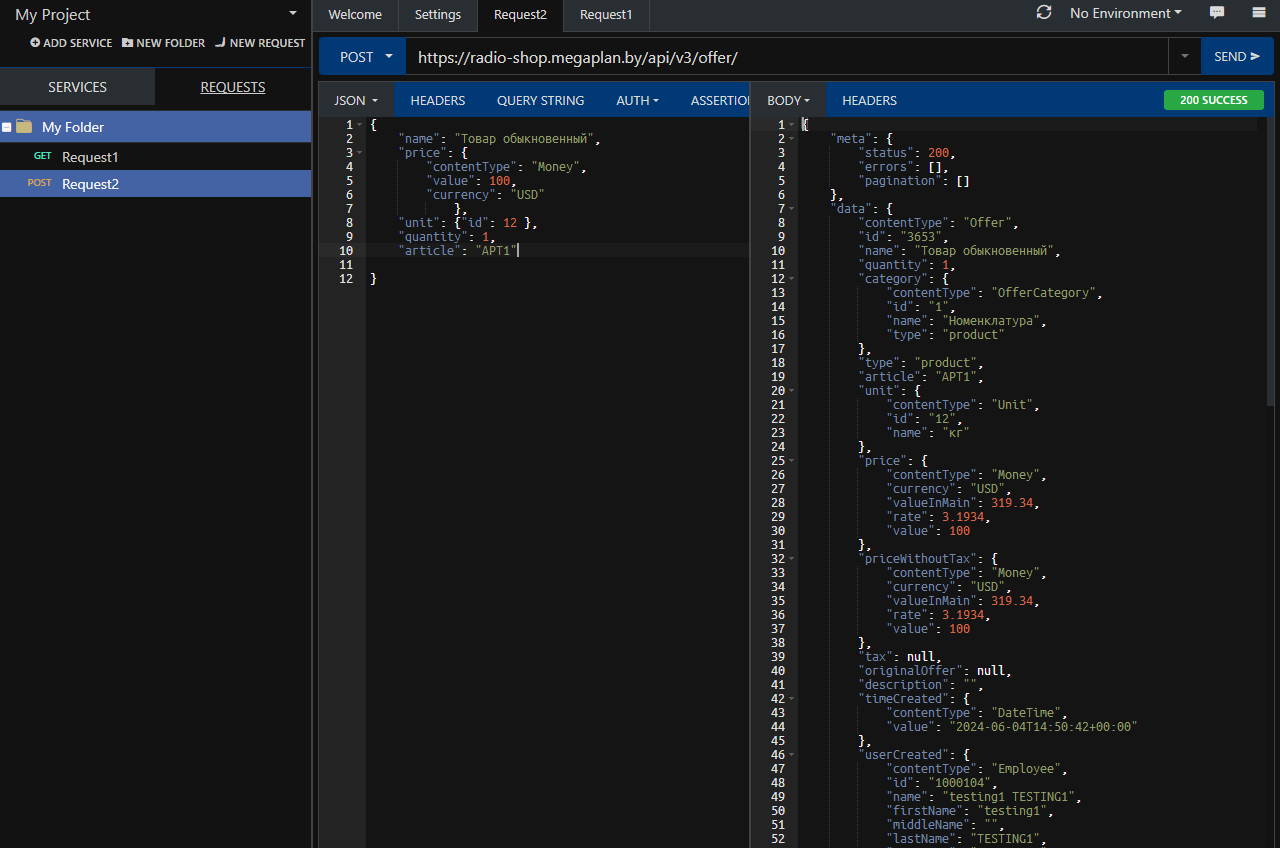 My Project
Welcome
Settings
Request2
Request1
No Environment
ADD SERVICE
NEW FOLDER
NEW REQUEST
POST
https://radio-shop.megaplan.by/api/v3/offer/
SEND
SERVICES
REQUESTS
My Folder
GET Request1
POST Request2
JSON
HEADERS
QUERY STRING
AUTH
ASSERTIO
1 {
2 "name": "Товар обыкновенный",
3 "price": {
4 "contentType": "Money",
5 "value": 100,
6 "currency": "USD"
7 },
8 "unit": {"id": 12 },
9 "quantity": 1,
10 "article": "АРТ1"
11
12 }
BODY
HEADERS
200 SUCCESS
1 {
2 "meta": {
3 "status": 200,
4 "errors": [],
5 "pagination": []
6 },
7 "data": {
8 "contentType": "Offer",
9 "id": "3653",
10 "name": "Товар обыкновенный",
11 "quantity": 1,
12 "category": {
13 "contentType": "OfferCategory",
14 "id": "1",
15 "name": "Номенклатура",
16 "type": "product"
17 },
18 "type": "product",
19 "article": "АРТ1",
20 "unit": {
21 "contentType": "Unit",
22 "id": "12",
23 "name": "кг"
24 },
25 "price": {
26 "contentType": "Money",
27 "currency": "USD",
28 "valueInMain": 319.34,
29 "rate": 3.1934,
30 "value": 100
31 },
32 "priceWithoutTax": {
33 "contentType": "Money",
34 "currency": "USD",
35 "valueInMain": 319.34,
36 "rate": 3.1934,
37 "value": 100
38 },
39 "tax": null,
40 "originalOffer": null,
41 "description": "",
42 "timeCreated": {
43 "contentType": "DateTime",
44 "value": "2024-06-04T14:50:42+00:00"
45 },
46 "userCreated": {
47 "contentType": "Employee",
48 "id": "1000104",
49 "name": "testing1 TESTING1",
50 "firstName": "testing1",
51 "middleName": "",
52 "lastName": "TESTING1",